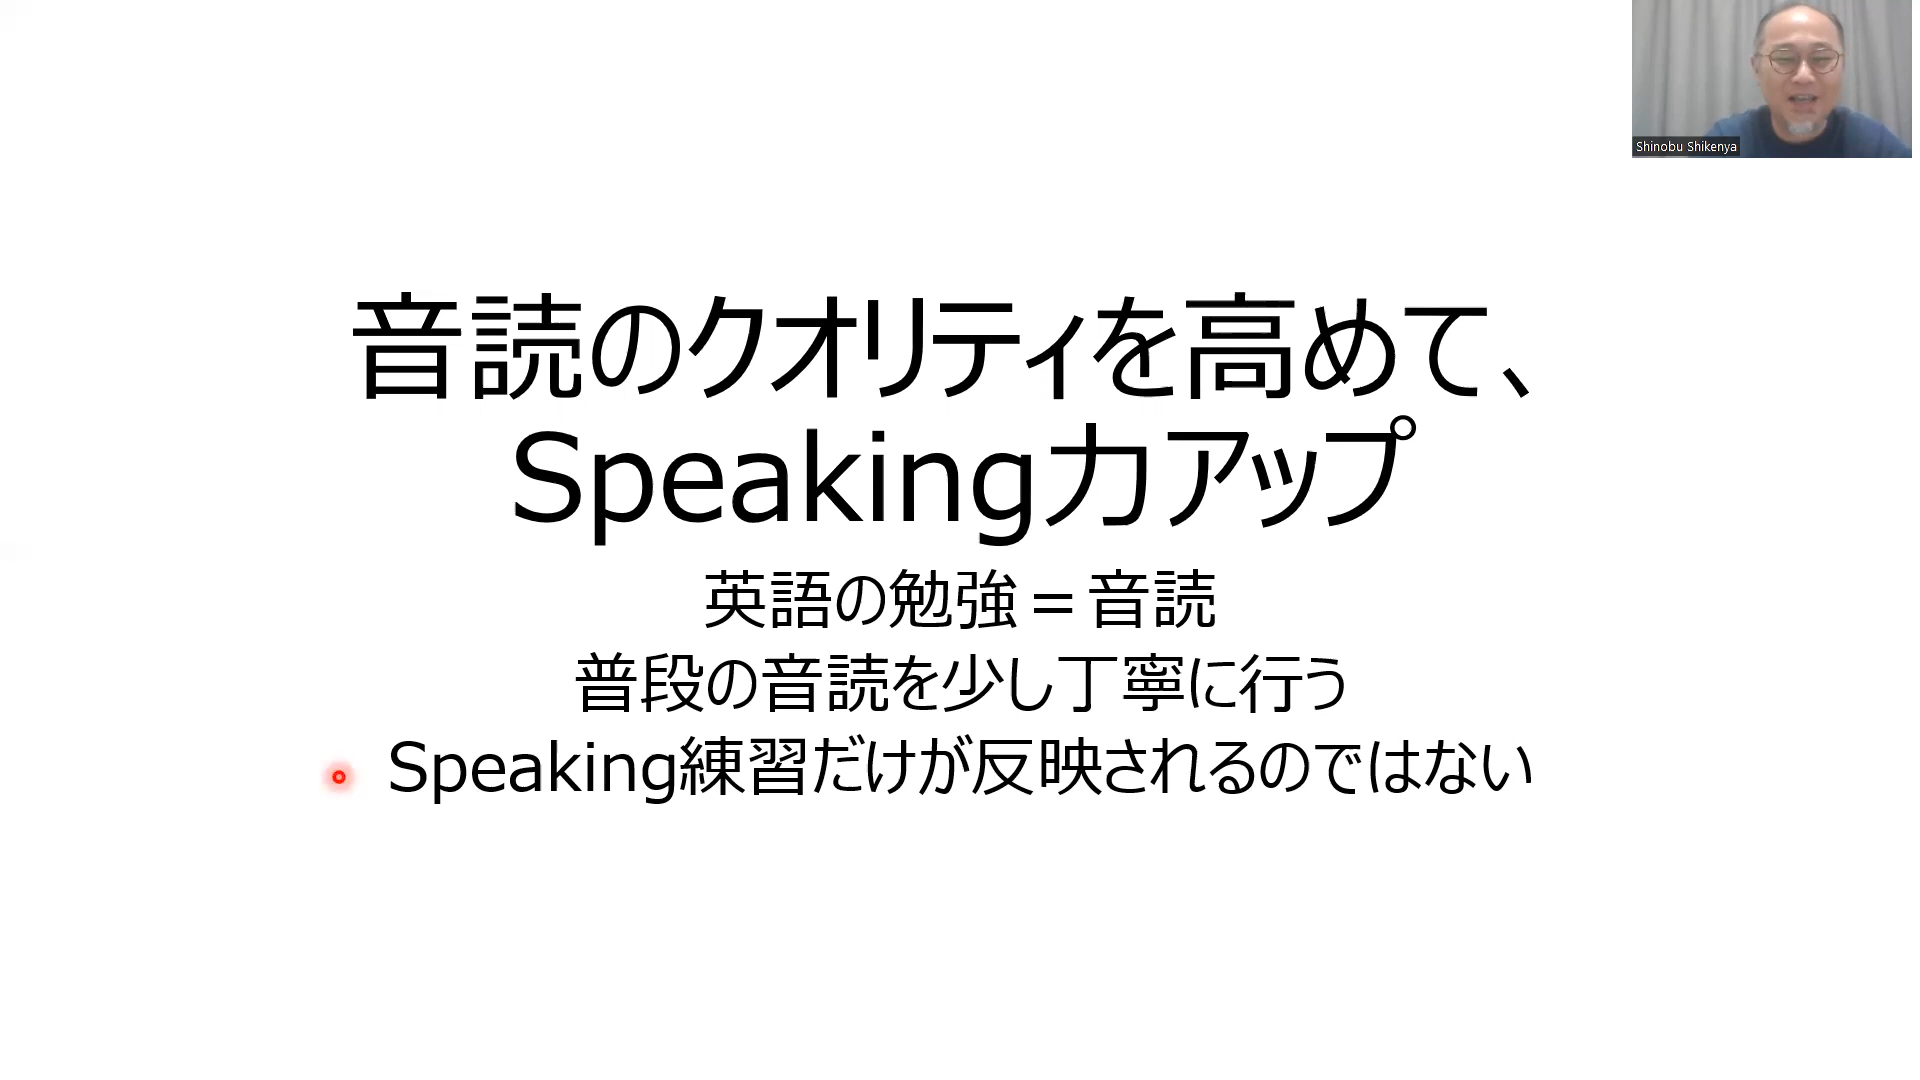 Shinobu Shikenya
音読のクオリティを高めて、
Speaking力アップ
英語の勉強＝音読
普段の音読を少し丁寧に行う
Speaking練習だけが反映されるのではない